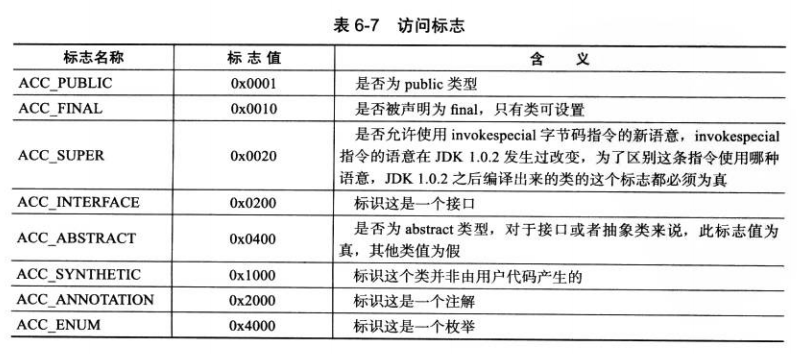 表 6-7 访问标志
标志名称 标 志 值 含 义
ACC_PUBLIC 0x0001 是否为 public 类型
ACC_FINAL 0x0010 是否被声明为 final，只有类可设置
是否允许使用 invokespecial 字节码指令的新语意，invokespecial
ACC_SUPER 0x0020 指令的语意在 JDK 1.0.2 发生过改变，为了区别这条指令使用哪种
语意，JDK 1.0.2 之后编译出来的类的这个标志都必须为真
ACC_INTERFACE 0x0200 标识这是一个接口
ACC_ABSTRACT 0x0400 是否为 abstract 类型，对于接口或者抽象类来说，此标志值为
真，其他类值为假
ACC_SYNTHETIC 0x1000 标识这个类并非由用户代码产生的
ACC_ANNOTATION 0x2000 标识这是一个注解
ACC_ENUM 0x4000 标识这是一个枚举